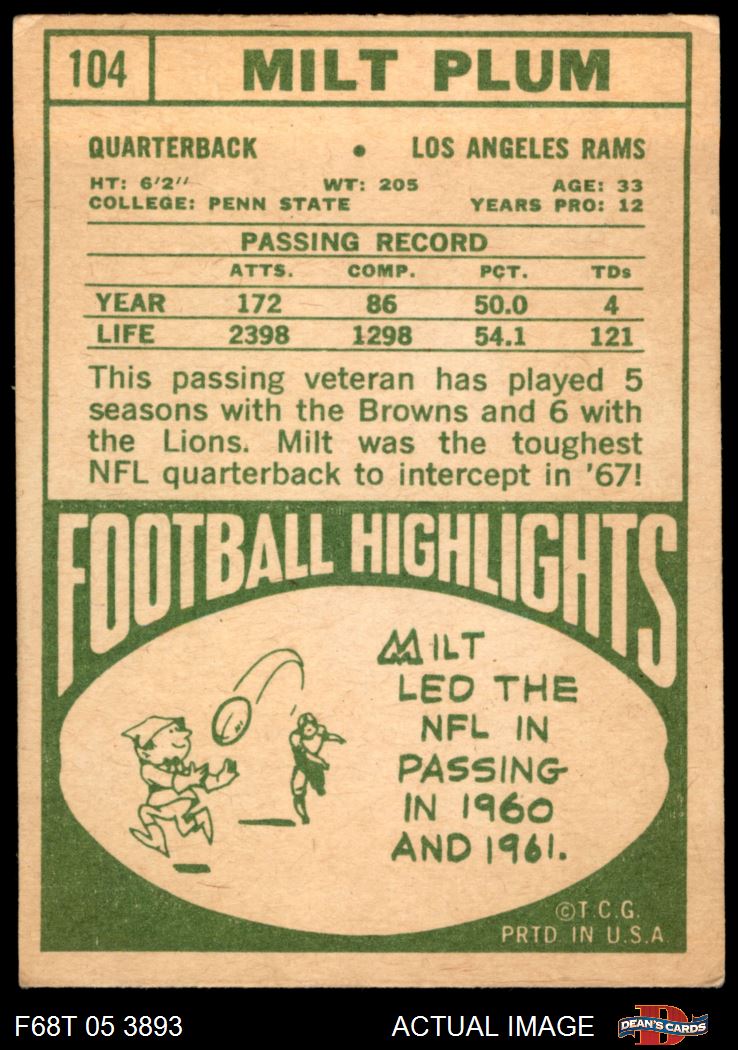 104 MILT PLUM
QUARTERBACK • LOS ANGELES RAMS
HT: 6'2" WT: 205 AGE: 33
COLLEGE: PENN STATE YEARS PRO: 12
PASSING RECORD
ATTS. COMP. PCT. TDs
YEAR 172 86 50.0 4
LIFE 2398 1298 54.1 121
This passing veteran has played 5
seasons with the Browns and 6 with
the Lions. Milt was the toughest
NFL quarterback to intercept in '67!
FOOTBALL HIGHLIGHTS
MILT
LED THE
NFL IN
PASSING
IN 1960
AND 1961.
©T.C.G.
PRTD. IN U.S.A
F68T 05 3893 ACTUAL IMAGE D DEAN'S CARDS